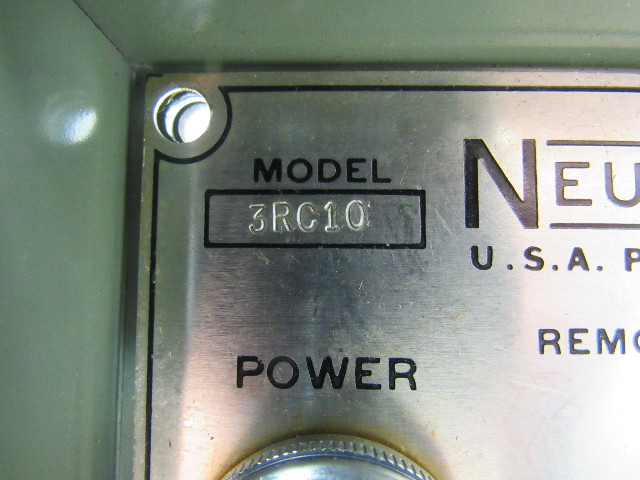 MODEL
3RC10
NEU
U.S.A. P
REMO
POWER